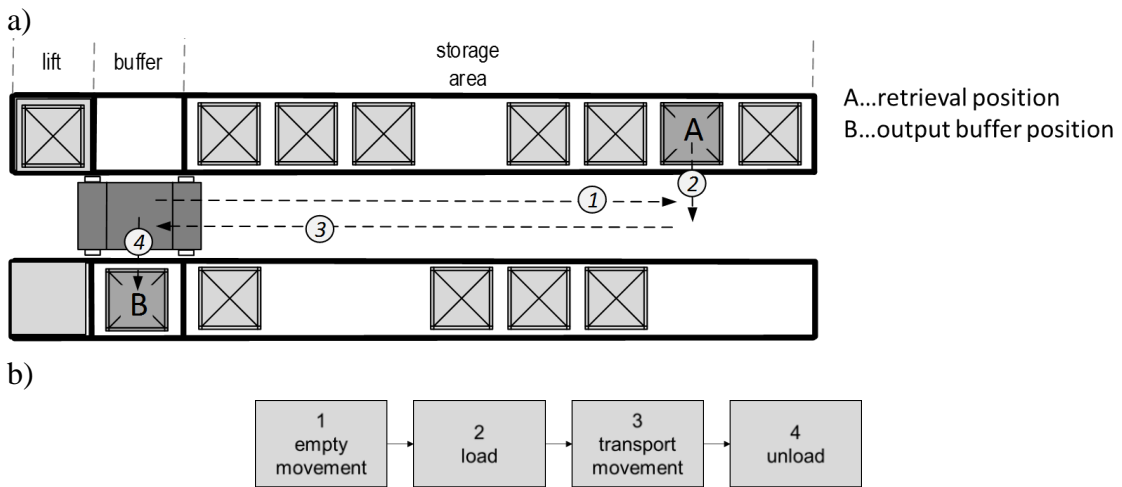 a)
lift
buffer
storage
area
A...retrieval position
B...output buffer position
A
2
1
3
4
B
b)
1
empty
movement
2
load
3
transport
movement
4
unload